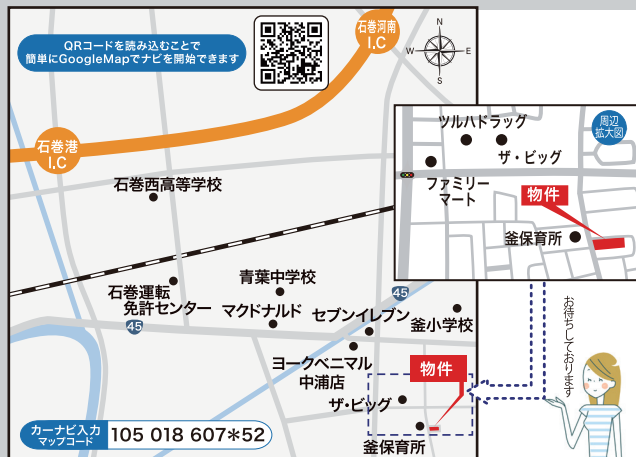 QRコードを読み込むことで
簡単にGoogleMapでナビを開始できます
石巻河南
I,C
N
W
E
S
石巻港
I,C
石巻西高等学校
ツルハドラッグ
周辺
拡大図
ザ・ビッグ
ファミリー
マート
物件
釜保育所
石巻運転
免許センター
青葉中学校
マクドナルド
セブンイレブン
45
釜小学校
45
ヨークベニマル
中浦店
物件
ザ・ビッグ
釜保育所
お待ちしております
カーナビ入力
マップコード
105 018 607*52